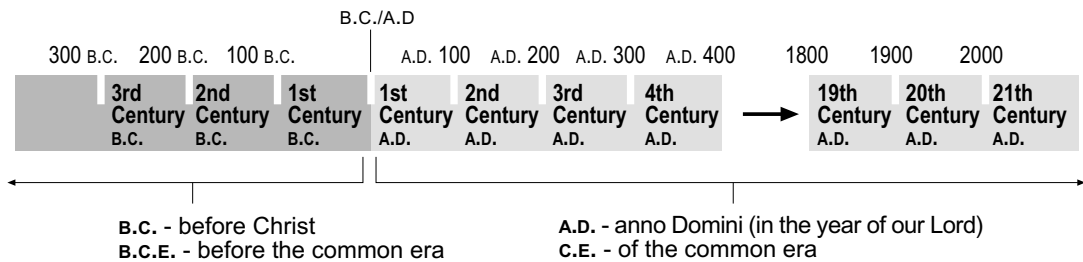 B.C./A.D
300 B.C. 200 B.C. 100 B.C. A.D. 100 A.D. 200 A.D. 300 A.D. 400 1800 1900 2000
3rd 2nd 1st 1st 2nd 3rd 4th 19th 20th 21th
Century Century Century Century Century Century Century Century Century Century
B.C. B.C. B.C. A.D. A.D. A.D. A.D. A.D. A.D. A.D.
B.C. - before Christ A.D. - anno Domini (in the year of our Lord)
B.C.E. - before the common era C.E. - of the common era